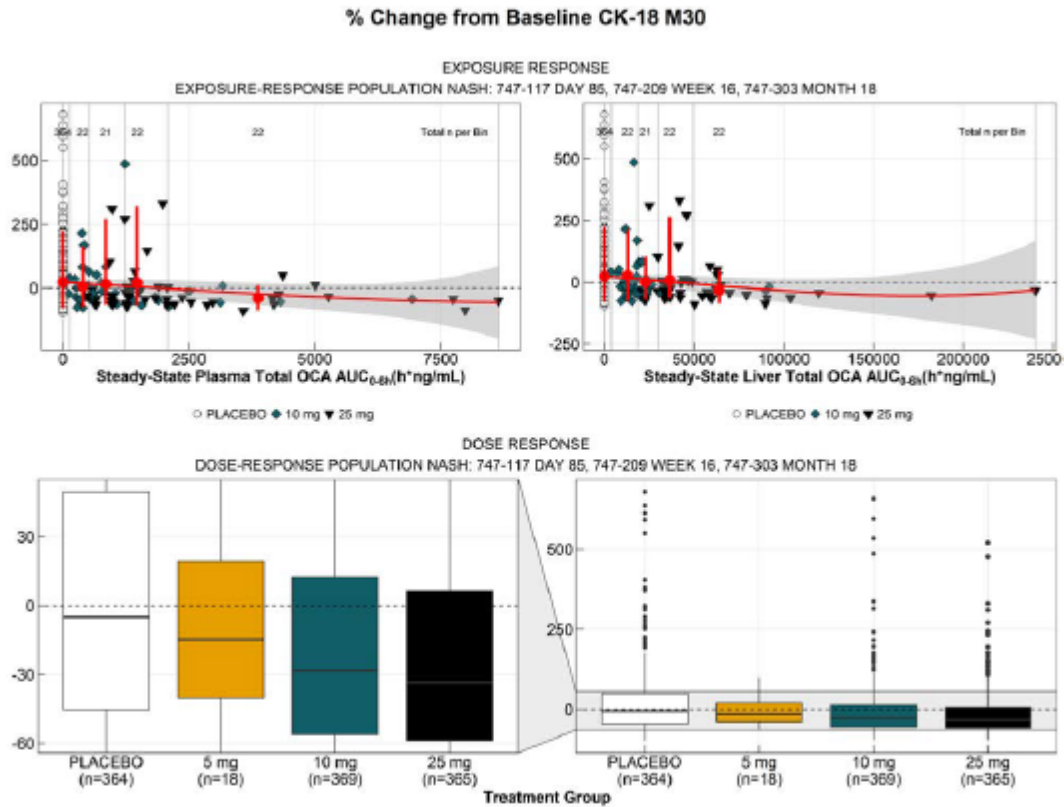 % Change from Baseline CK-18 M30
EXPOSURE RESPONSE
EXPOSURE-RESPONSE POPULATION NASH: 747-117 DAY 85, 747-209 WEEK 16, 747-303 MONTH 18
364 22 21 22 22 Total n per Bin
364 22 21 22 22 Total n per Bin
500
250
0
500
250
0
-250
0 2500 5000 7500
0 50000 100000 150000 200000 2500
Steady-State Plasma Total OCA AUC0-8h(h*ng/mL)
Steady-State Liver Total OCA AUC0-8h(h*ng/mL)
PLACEBO 10 mg 25 mg
PLACEBO 10 mg 25 mg
DOSE RESPONSE
DOSE-RESPONSE POPULATION NASH: 747-117 DAY 85, 747-209 WEEK 16, 747-303 MONTH 18
30
0
-30
-60
500
250
0
PLACEBO 5 mg 10 mg 25 mg
(n=364) (n=18) (n=369) (n=365)
PLACEBO 5 mg 10 mg 25 mg
(n=364) (n=18) (n=369) (n=365)
Treatment Group